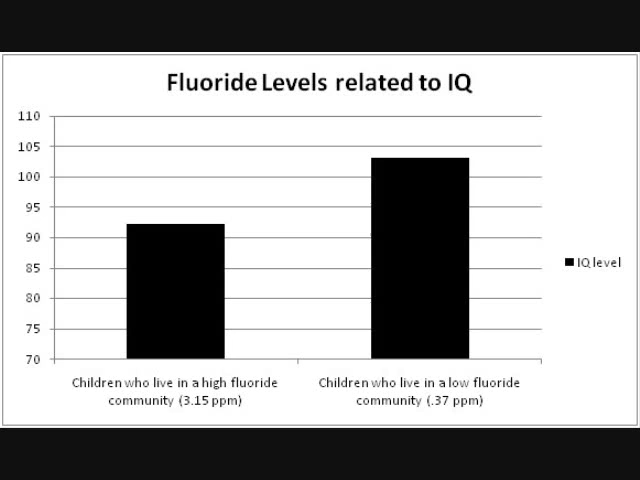 Fluoride Levels related to IQ
110
105
100
95
90
85
80
75
70
IQ level
Children who live in a high fluoride
community (3.15 ppm)
Children who live in a low fluoride
community (.37 ppm)